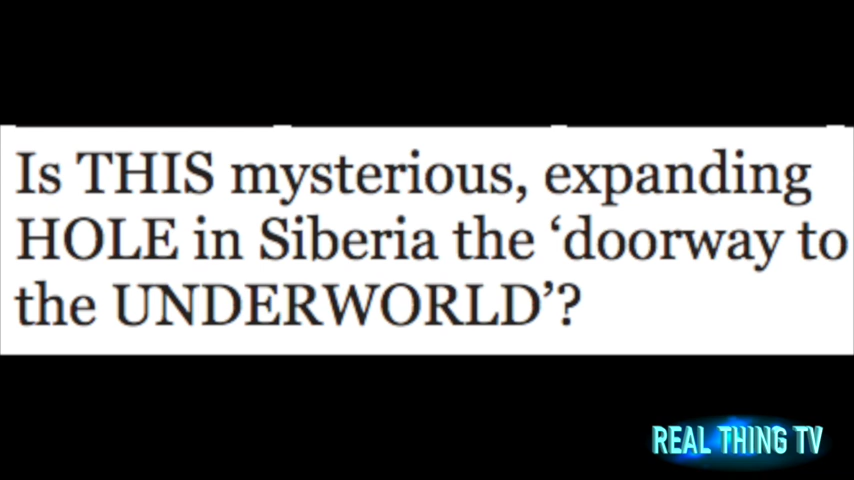 Is THIS mysterious, expanding
HOLE in Siberia the ‘doorway to
the UNDERWORLD’?
REAL THING TV